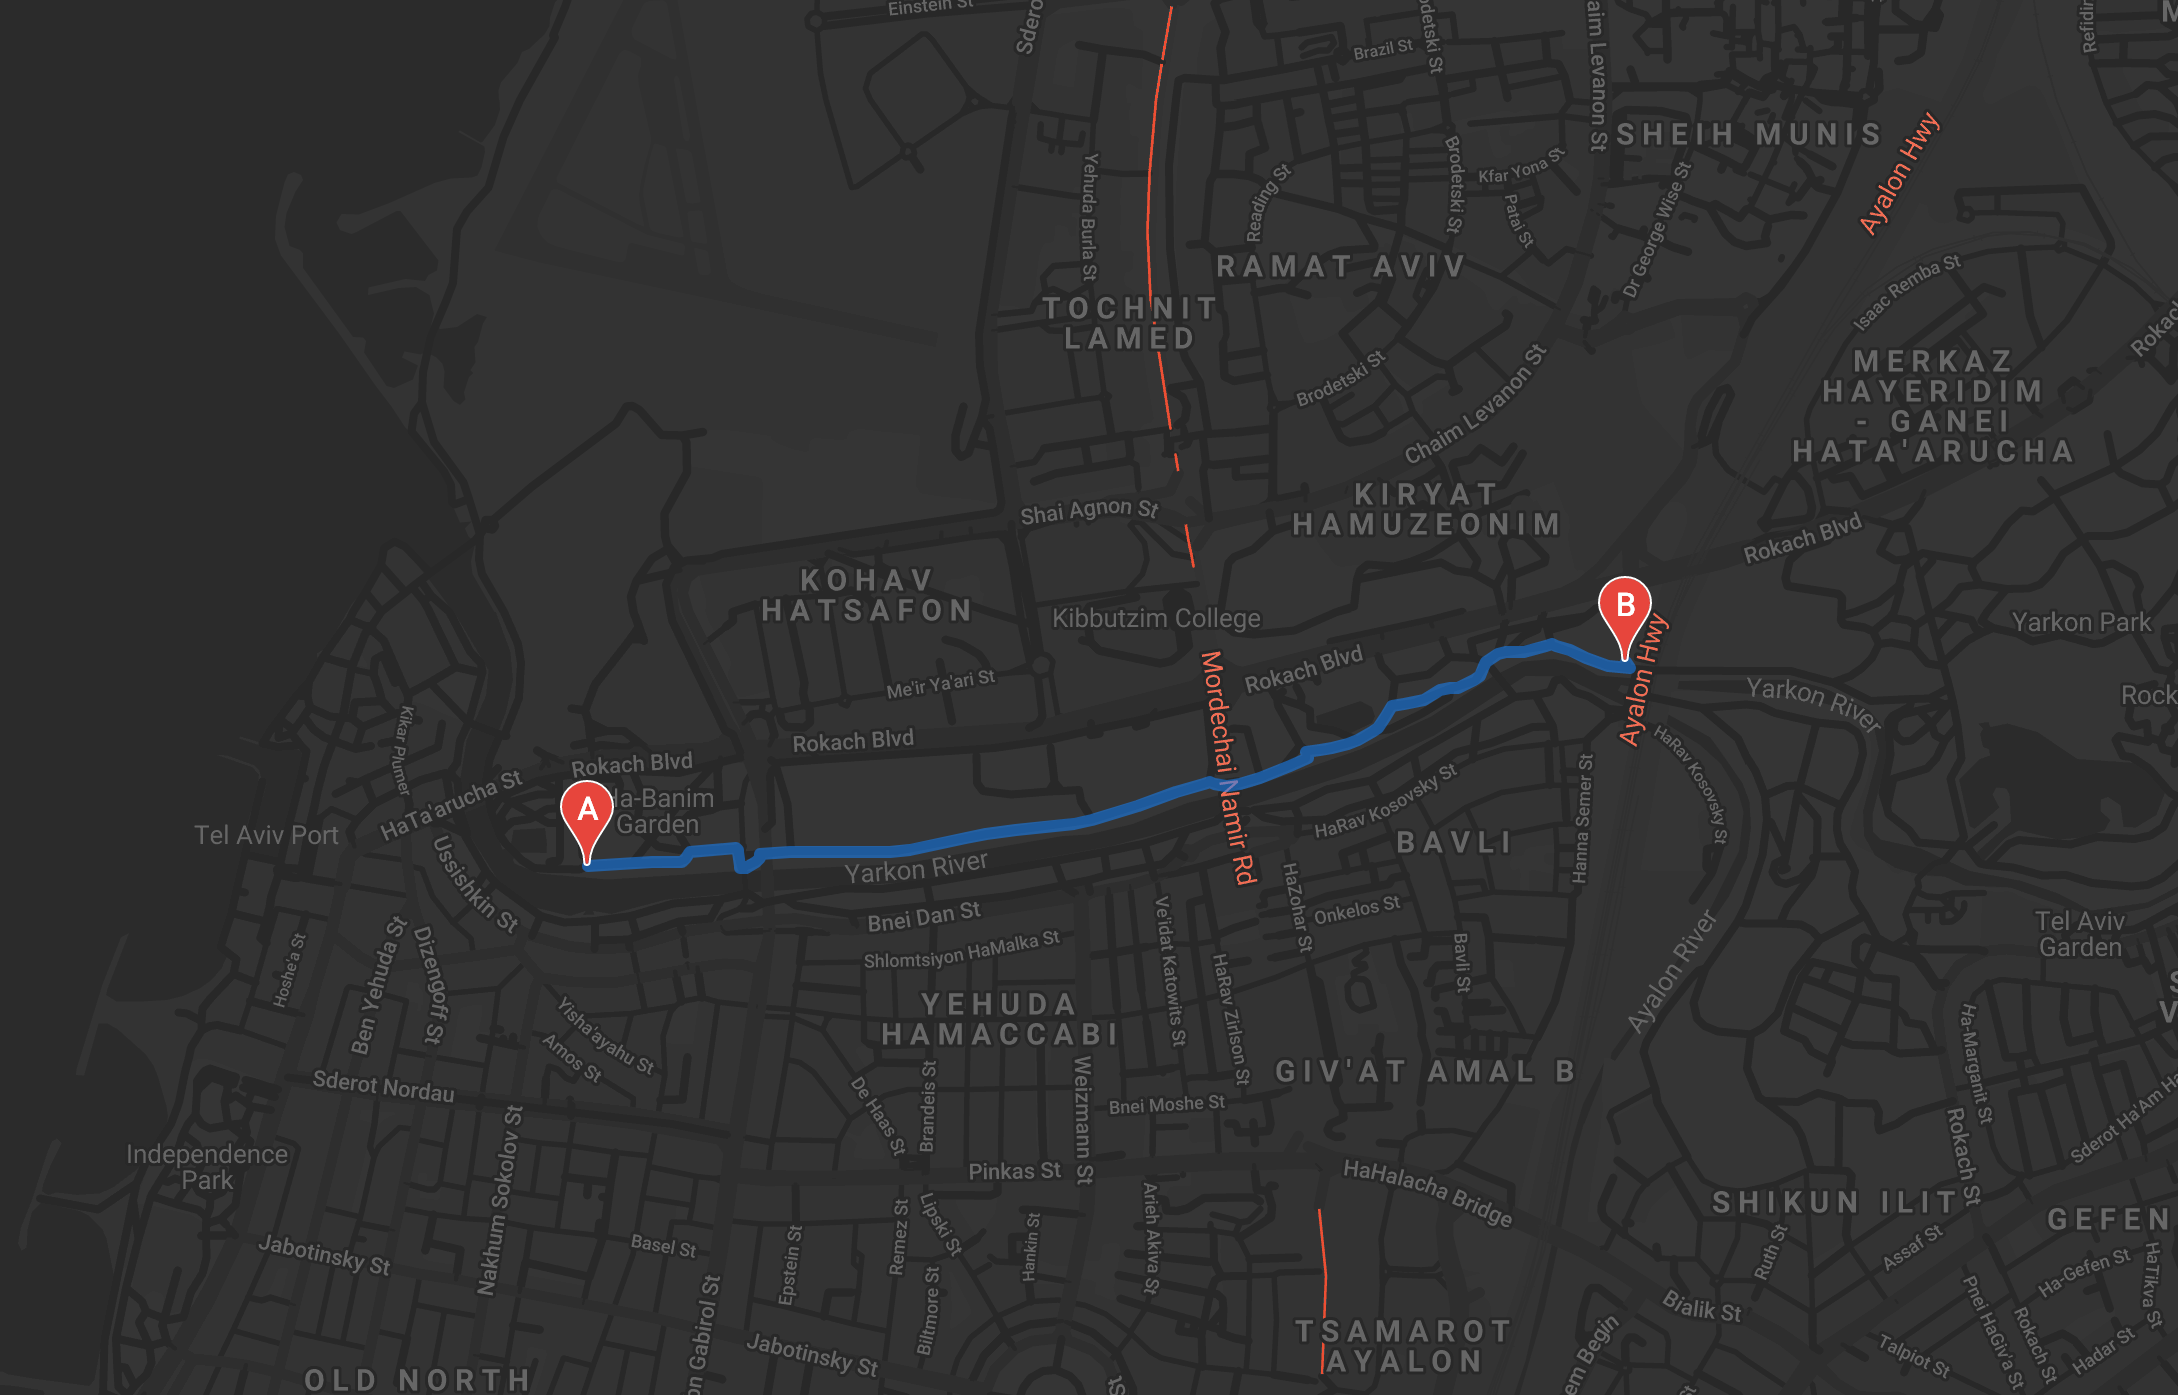 Einstein St
Brazil St
SHEIH MUNIS
Ayalon Hwy
Yehuda Burla St
Reading St
Brodetski St
Kfar Yona St
Patai St
Dr George Wise St
RAMAT AVIV
Isaac Remba St
TOCHNIT
LAMED
Brodetski St
Chaim Levanon St
MERKAZ
HAYERIDIM
- GANEI
HATA'ARUCHA
Shai Agnon St
KIRYAT
HAMUZEONIM
Rokach Blvd
KOHAV
HATSAFON
Kibbutzim College
B
Yarkon Park
Mordechai Namir Rd
Rokach Blvd
Ayalon Hwy
Me'ir Ya'ari St
Yarkon River
Rock
Kikar Plumer
Rokach Blvd
Rokach Blvd
HaRav Kosovsky St
HaTa'arucha St
A
Ha-Banim
Garden
HaRav Kosovsky St
Hanna Semer St
Tel Aviv Port
BAVLI
Ussishkin St
Yarkon River
HaZohar St
Bnei Dan St
Onkelos St
Tel Aviv
Garden
Hoshe'a St
Ben Yehuda St
Dizengoff St
Shlomtsiyon HaMalka St
Ve'idat Katowits St
HaRav Zirlson St
Bavli St
Ayalon River
YEHUDA
HAMACCABI
Yisha'ayahu St
Amos St
GIV'AT AMAL B
Ha-Marganit St
Sderot Nordau
De Haas St
Brandeis St
Weizmann St
Bnei Moshe St
Rokach St
Sderot Ha'Am Ha
Independence
Park
Nakhum Sokolov St
Pinkas St
HaHalacha Bridge
SHIKUN ILIT
GEFEN
Jabotinsky St
Basel St
Epstein St
Remez St
Lipski St
Hankin St
Arieh Akiva St
Ruth St
Assaf St
Ha-Gefen St
HaTikva St
Biltmore St
Bjalik St
Pnei HaGiv'a St
Rokach St
Hadar St
Talpiot St
TSAMAROT
AYALON
on Gabirol St
Jabotinsky St
em Begin
OLD NORTH